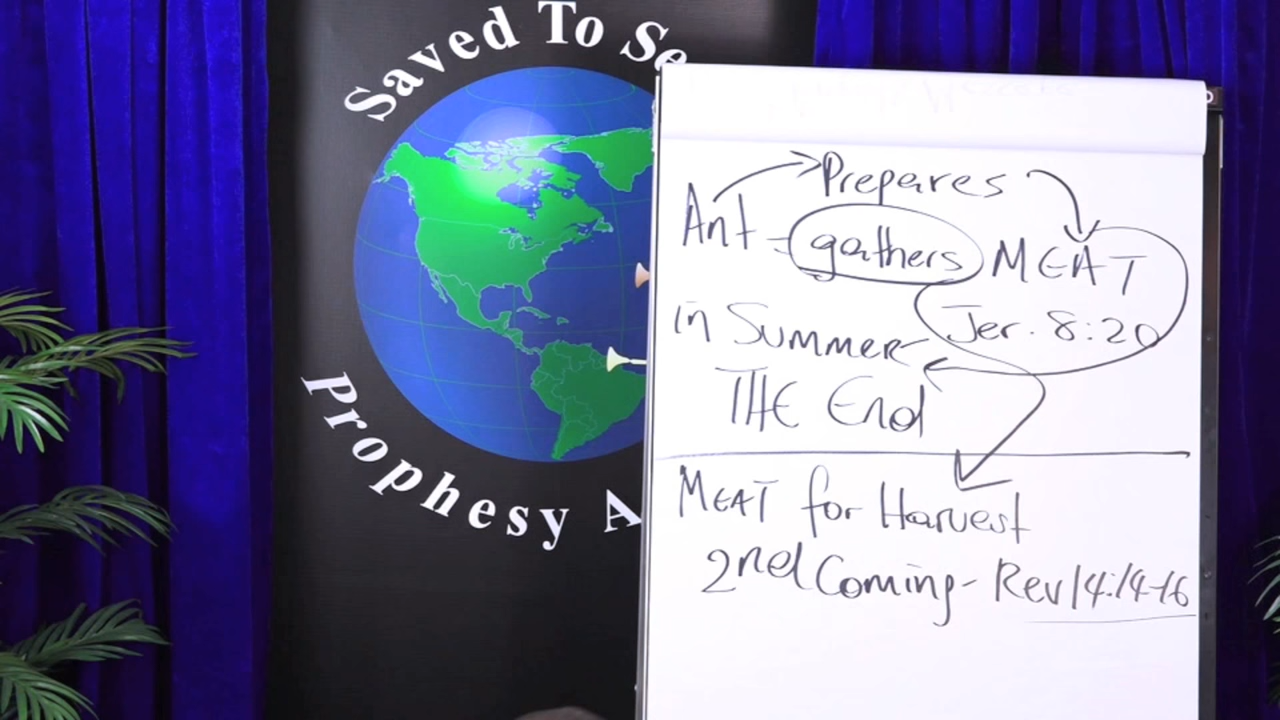 Saved To Se
Prophesy A
Prepares
Ant - gathers MEAT
in Summer - Jer. 8:20
THE End
MEAT for Harvest
2nd Coming - Rev 14:14-16